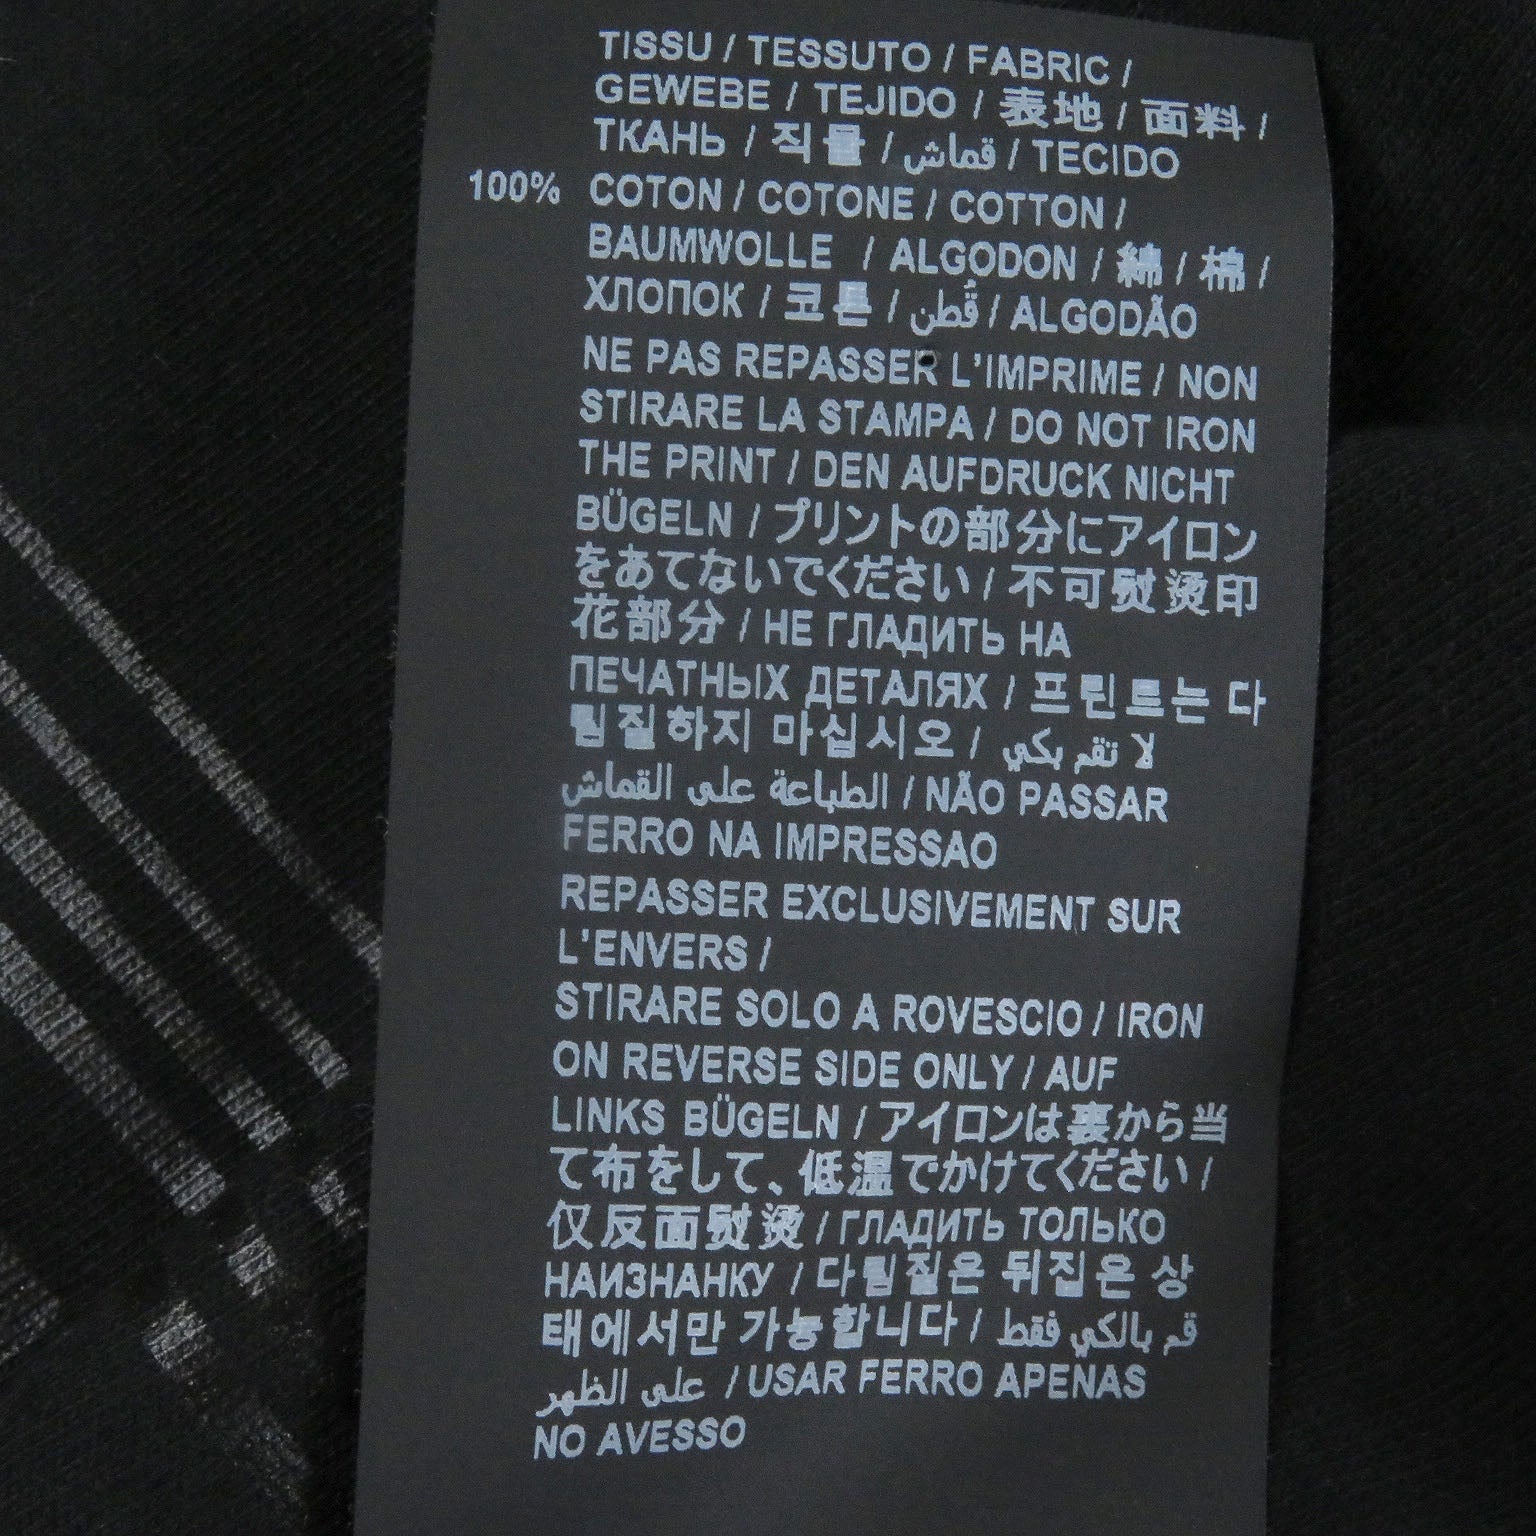 TISSU / TESSUTO / FABRIC /
GEWEBE / TEJIDO / 表地 / 面料 /
ТКАНЬ / 직물 / قماش / TECIDO
100% COTON / COTONE / COTTON /
BAUMWOLLE / ALGODON / 綿 / 棉 /
ХЛОПОК / 코튼 / قُطن / ALGODÃO
NE PAS REPASSER L'IMPRIME / NON
STIRARE LA STAMPA / DO NOT IRON
THE PRINT / DEN AUFDRUCK NICHT
BÜGELN / プリントの部分にアイロン
をあてないでください / 不可熨烫印
花部分 / НЕ ГЛАДИТЬ НА
ПЕЧАТНЫХ ДЕТАЛЯХ / 프린트는 다
림질하지 마십시오 / لا تقم بكي
الطباعة على القماش / NÃO PASSAR
FERRO NA IMPRESSAO
REPASSER EXCLUSIVEMENT SUR
L'ENVERS /
STIRARE SOLO A ROVESCIO / IRON
ON REVERSE SIDE ONLY / AUF
LINKS BÜGELN / アイロンは裏から当
て布をして、低温でかけてください /
仅反面熨烫 / ГЛАДИТЬ ТОЛЬКО
НАИЗНАНКУ / 다림질은 뒤집은 상
태에서만 가능합니다 / قم بالكي فقط
على الظهر / USAR FERRO APENAS
NO AVESSO